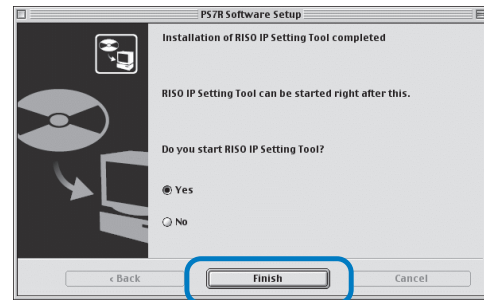 PS7R Software Setup
Installation of RISO IP Setting Tool completed
RISO IP Setting Tool can be started right after this.
Do you start RISO IP Setting Tool?
Yes
No
‹ Back
Finish
Cancel